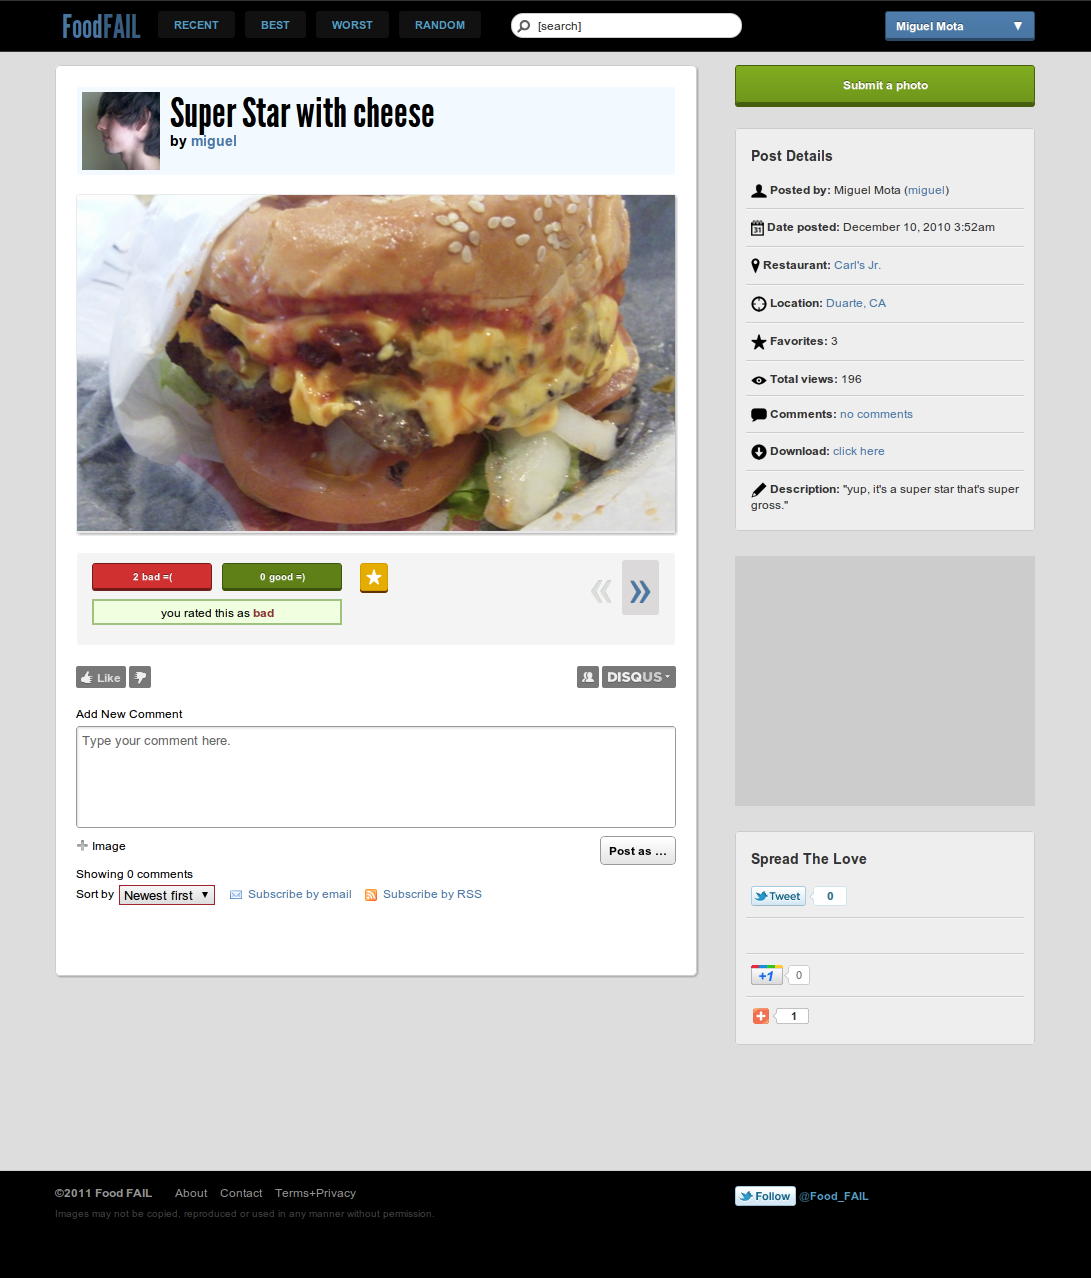 FoodFAIL
RECENT
BEST
WORST
RANDOM
[search]
Miguel Mota ▼
Super Star with cheese
by miguel
2 bad =(
0 good =)
you rated this as bad
Like
DISQUS
Add New Comment
Type your comment here.
Image
Post as ...
Showing 0 comments
Sort by Newest first ▼
Subscribe by email
Subscribe by RSS
Submit a photo
Post Details
Posted by: Miguel Mota (miguel)
31 Date posted: December 10, 2010 3:52am
Restaurant: Carl's Jr.
Location: Duarte, CA
Favorites: 3
Total views: 196
Comments: no comments
Download: click here
Description: "yup, it's a super star that's super
gross."
Spread The Love
Tweet 0
+1 0
1
©2011 Food FAIL About Contact Terms+Privacy
Images may not be copied, reproduced or used in any manner without permission.
Follow @Food_FAIL